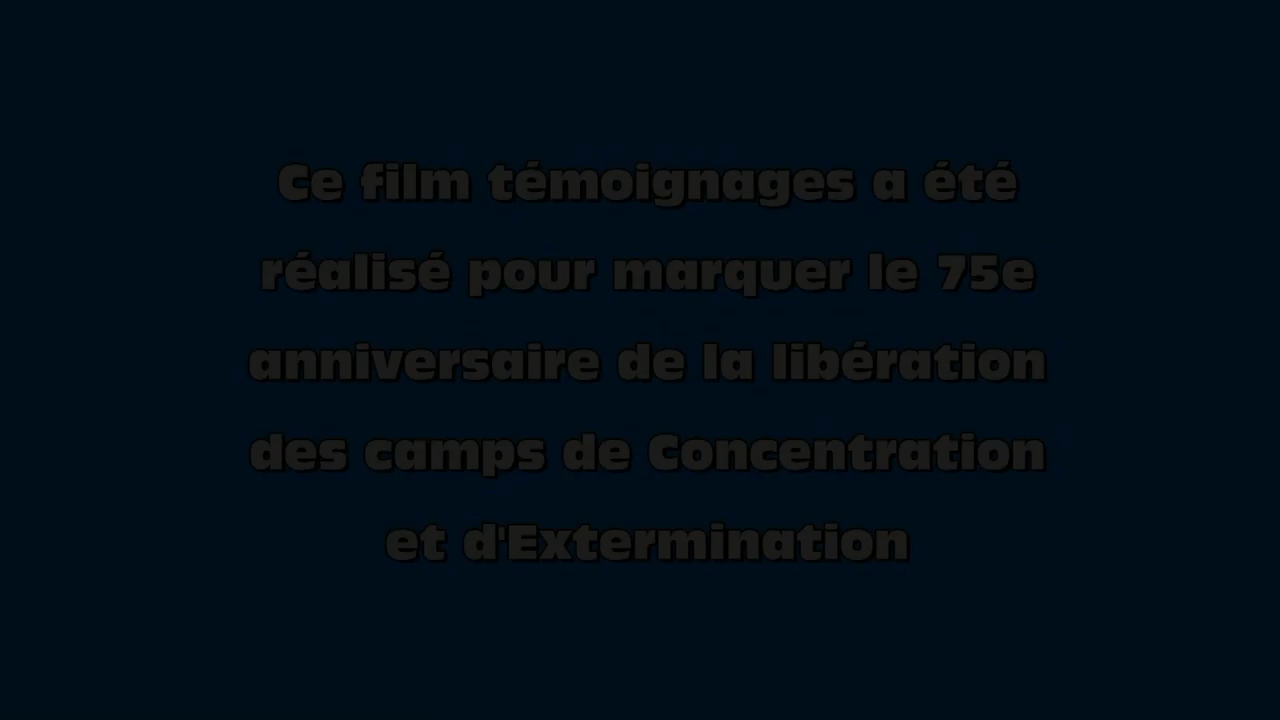 Ce film témoignages a été
réalisé pour marquer le 75e
anniversaire de la libération
des camps de Concentration
et d'Extermination